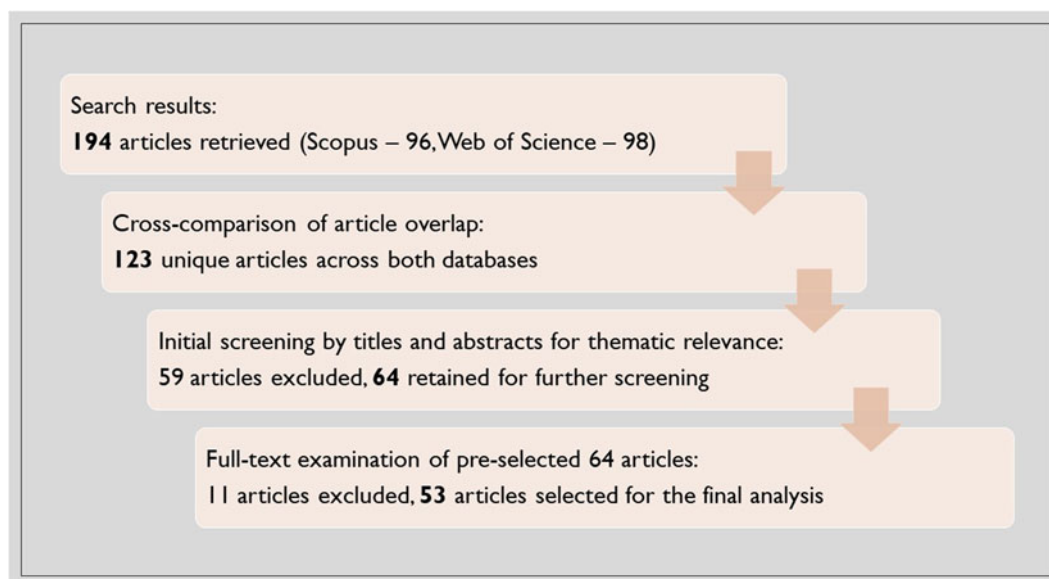 Search results:
194 articles retrieved (Scopus – 96, Web of Science – 98)
Cross-comparison of article overlap:
123 unique articles across both databases
Initial screening by titles and abstracts for thematic relevance:
59 articles excluded, 64 retained for further screening
Full-text examination of pre-selected 64 articles:
11 articles excluded, 53 articles selected for the final analysis